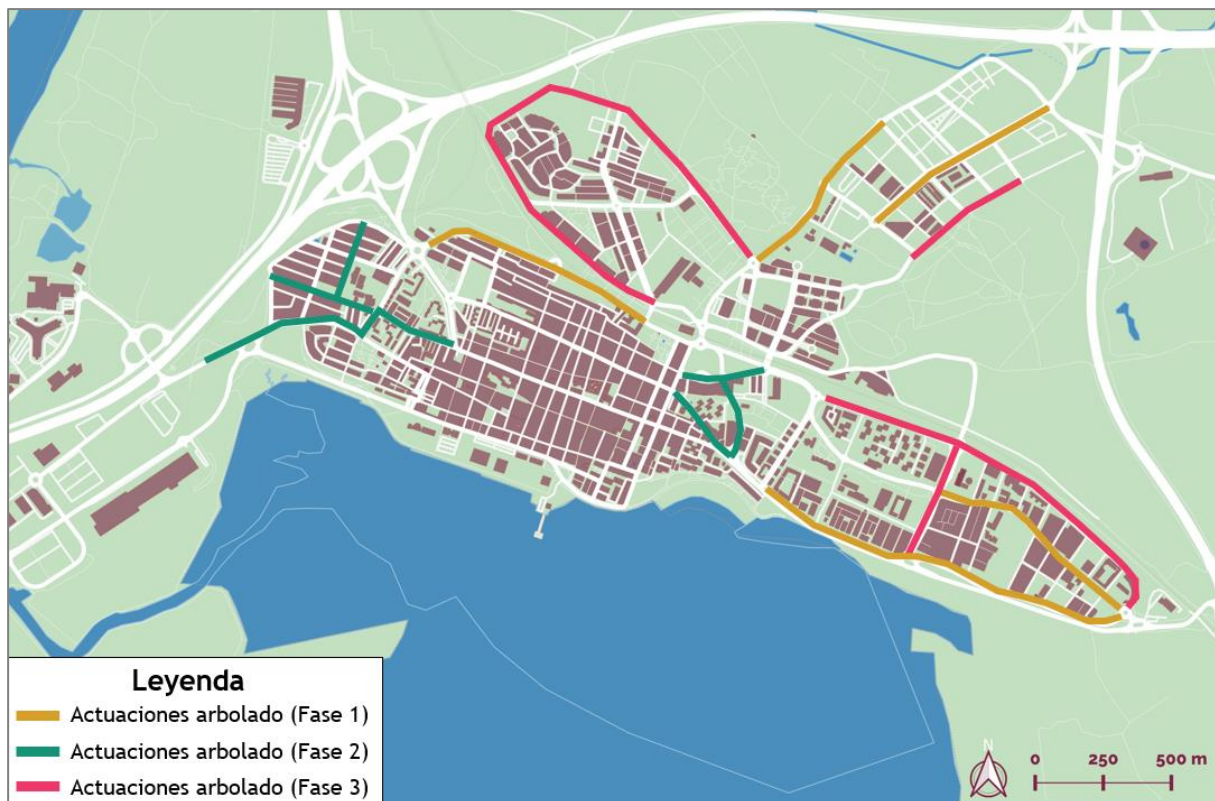 Leyenda
Actuaciones arbolado (Fase 1)
Actuaciones arbolado (Fase 2)
Actuaciones arbolado (Fase 3)
N
0 250 500 m